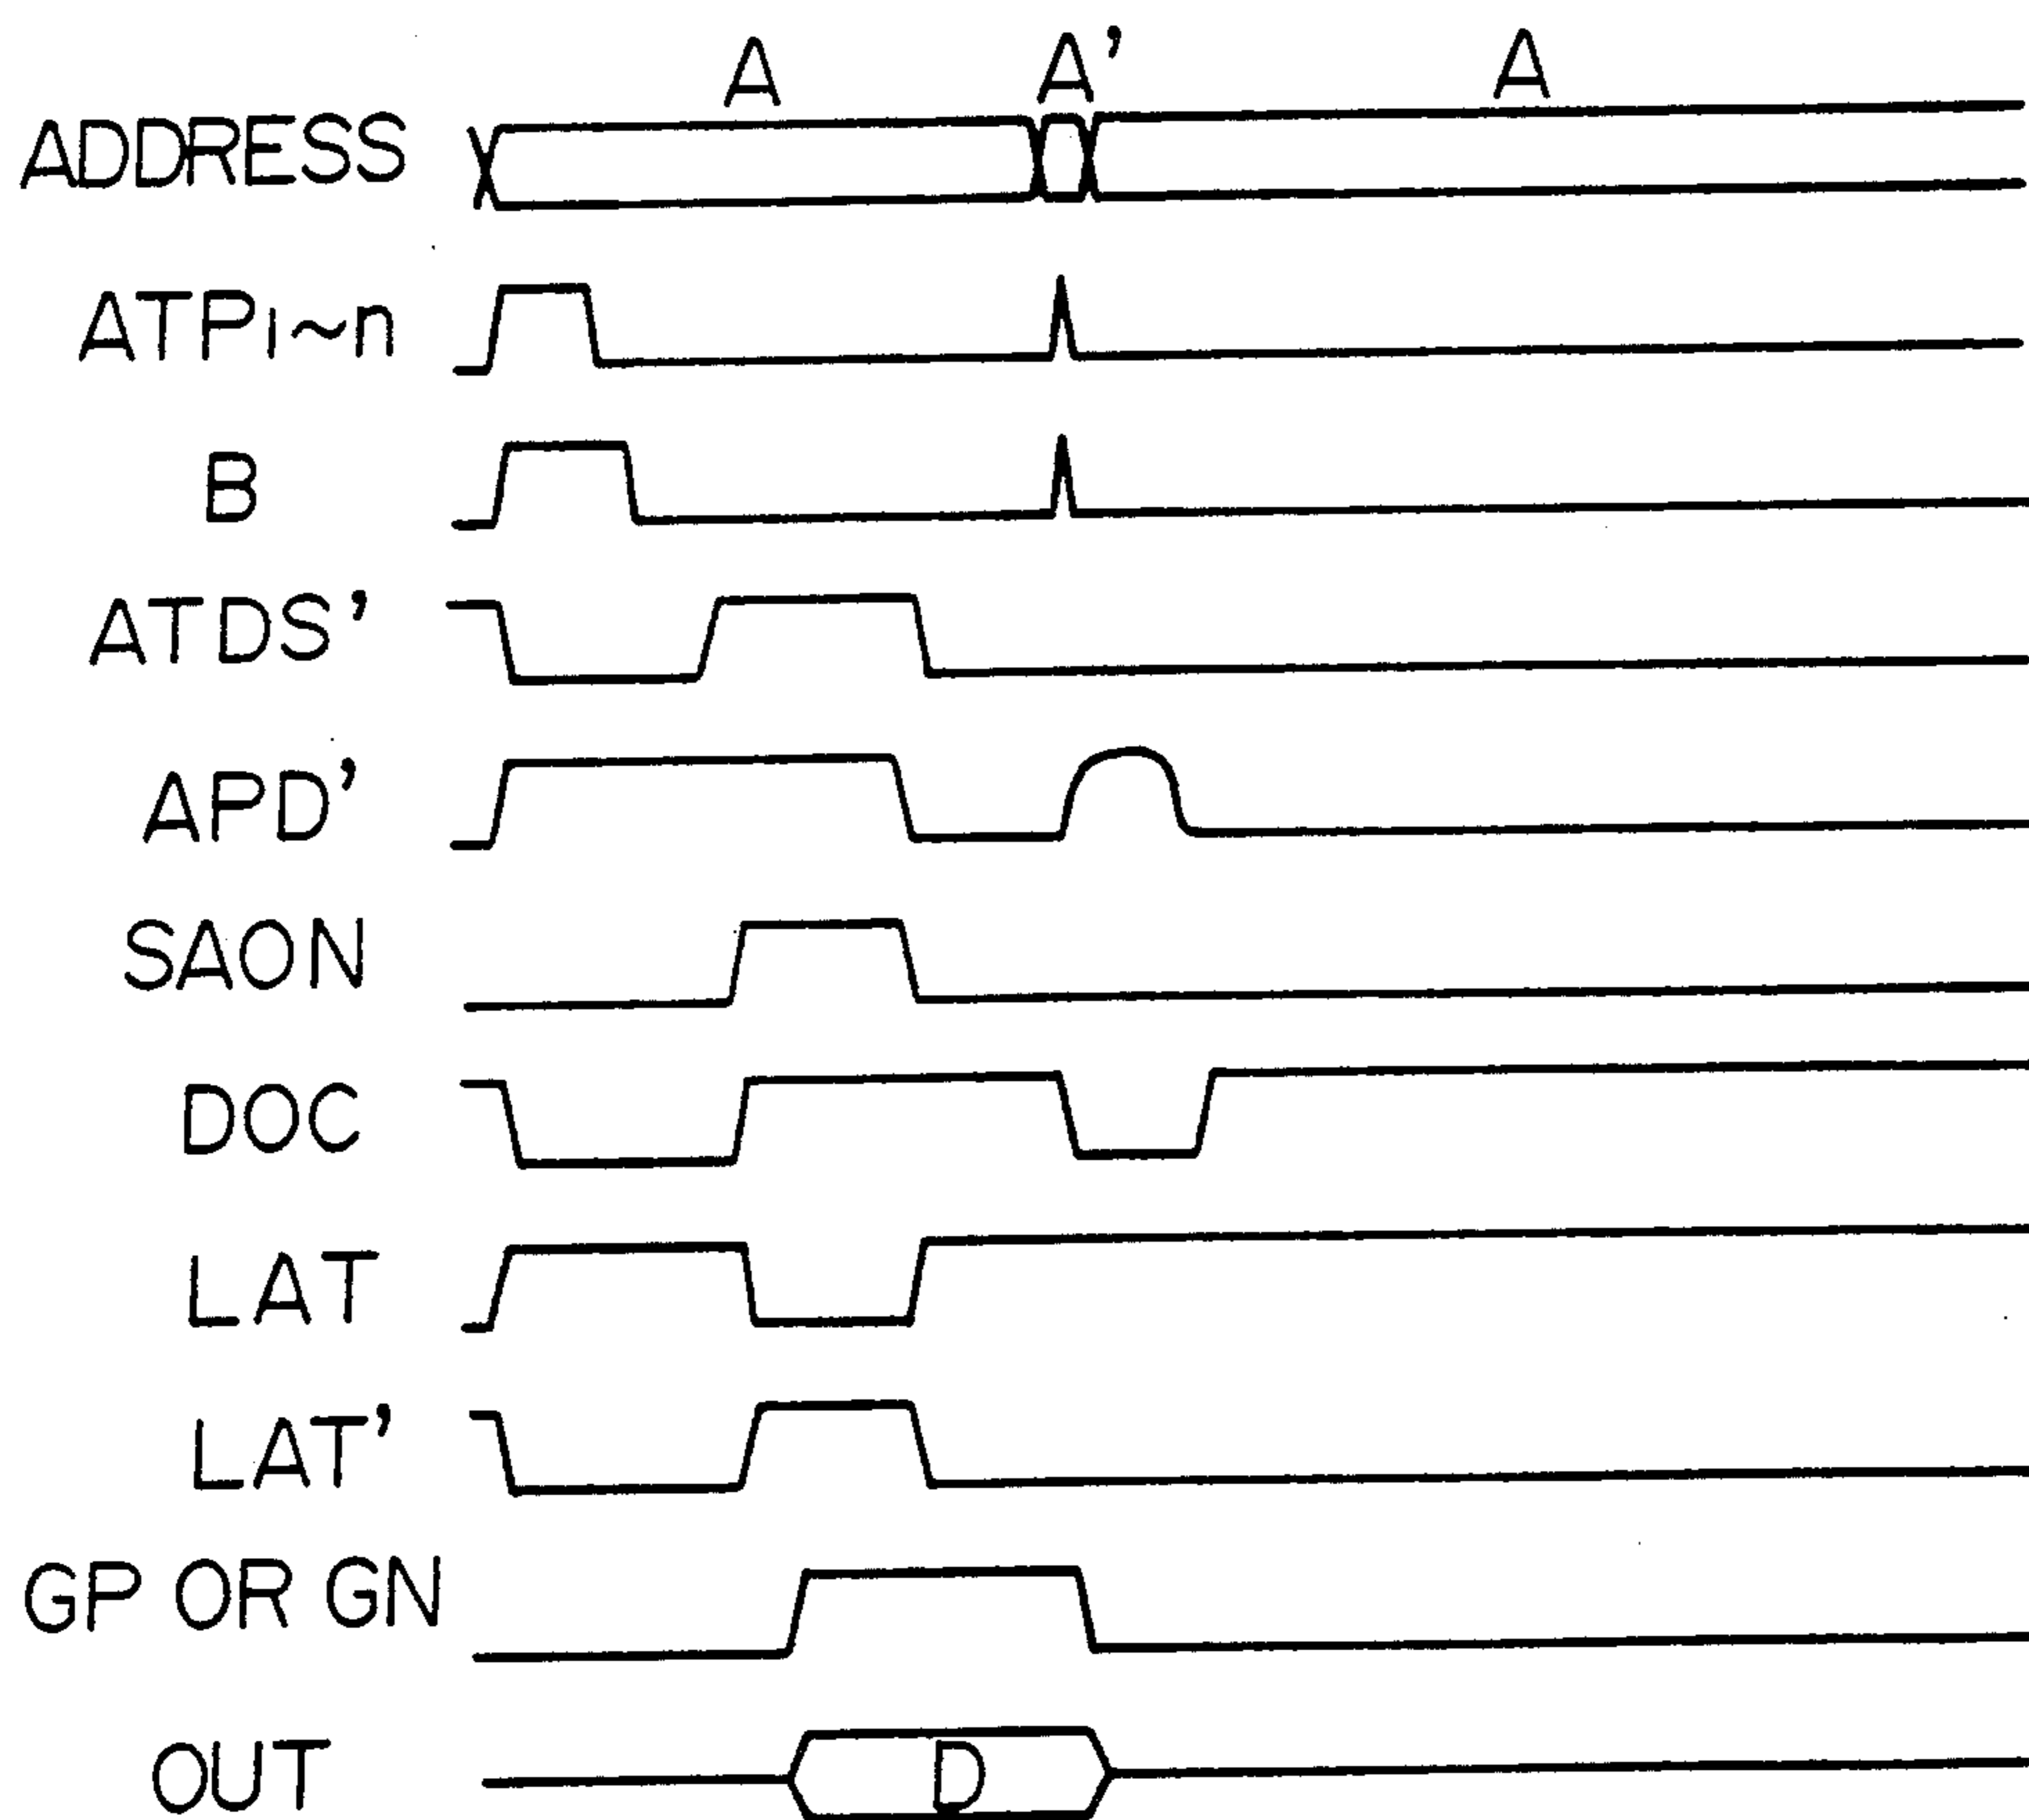 A A' A
ADDRESS
ATP1~n
B
ATDS'
APD'
SAON
DOC
LAT
LAT'
GP OR GN
OUT D